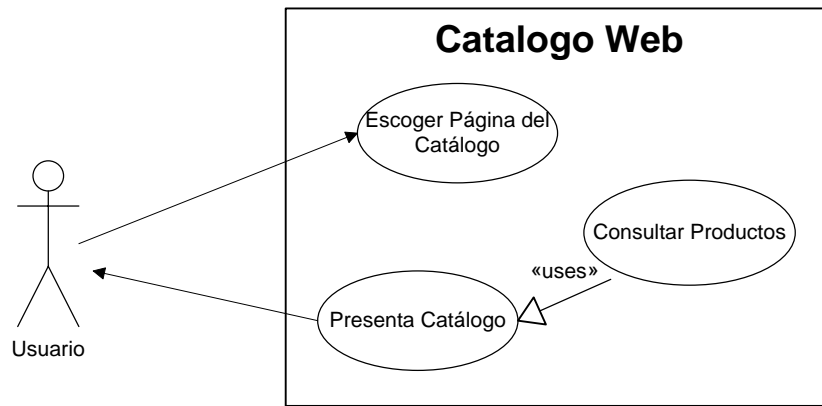 Catalogo Web
Escoger Página del
Catálogo
Consultar Productos
«uses»
Presenta Catálogo
Usuario